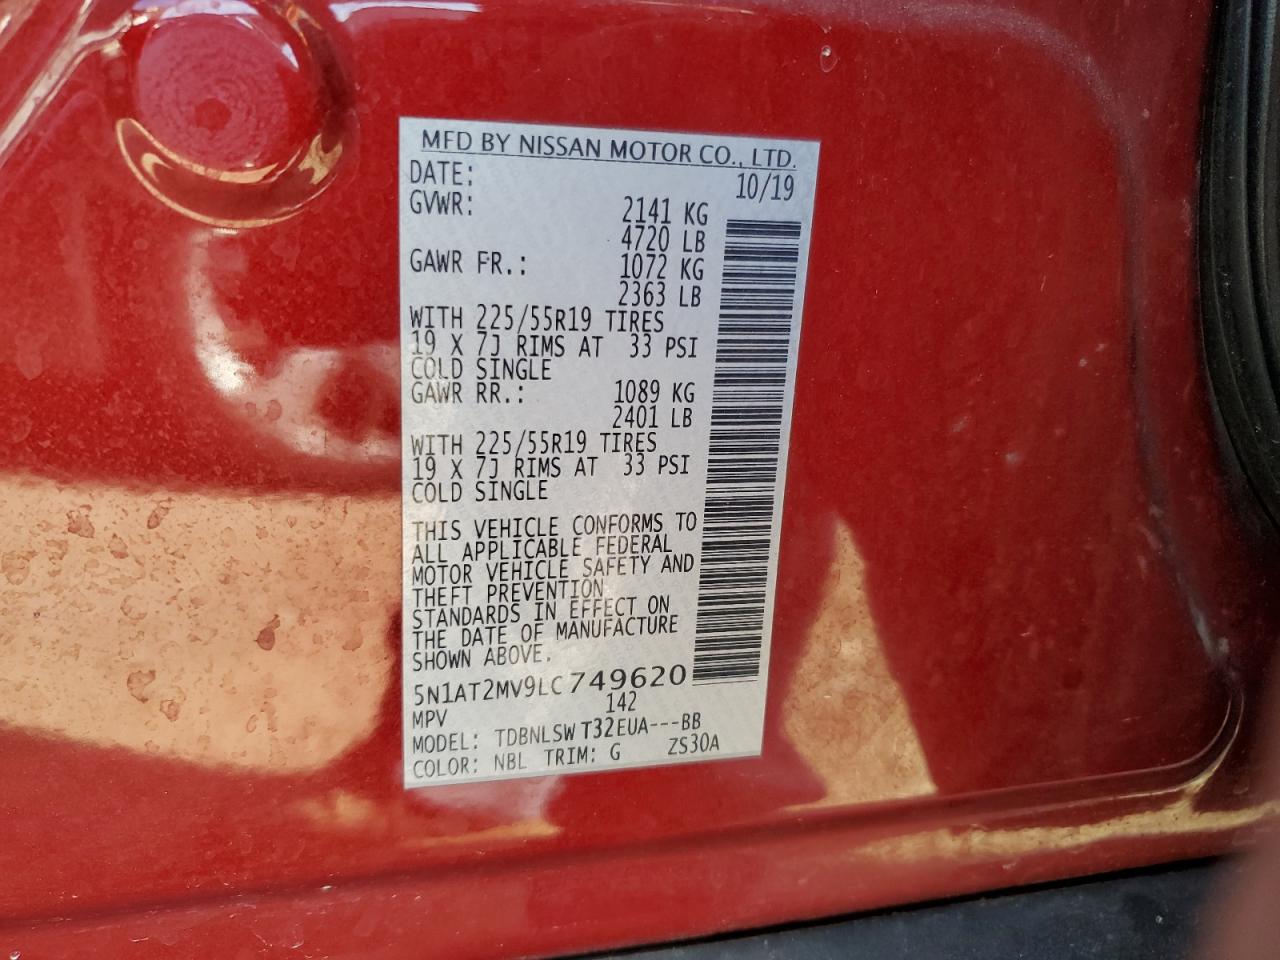 MFD BY NISSAN MOTOR CO., LTD.
DATE: 10/19
GVWR: 2141 KG
4720 LB
GAWR FR.: 1072 KG
2363 LB
WITH 225/55R19 TIRES
19 X 7J RIMS AT 33 PSI
COLD SINGLE
GAWR RR.: 1089 KG
2401 LB
WITH 225/55R19 TIRES
19 X 7J RIMS AT 33 PSI
COLD SINGLE
THIS VEHICLE CONFORMS TO
ALL APPLICABLE FEDERAL
MOTOR VEHICLE SAFETY AND
THEFT PREVENTION
STANDARDS IN EFFECT ON
THE DATE OF MANUFACTURE
SHOWN ABOVE.
5N1AT2MV9LC749620
MPV 142
MODEL: TDBNLSW T32EUA---BB
COLOR: NBL TRIM: G ZS30A